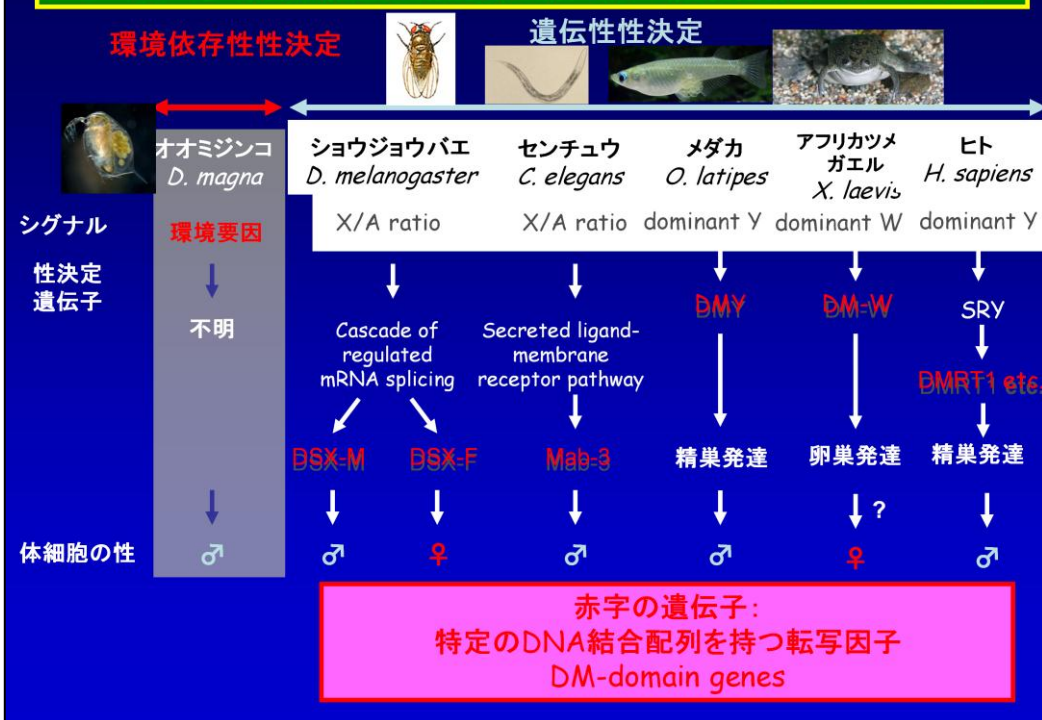 環境依存性性決定
遺伝性性決定
オオミジンコ
D. magna
ショウジョウバエ
D. melanogaster
センチュウ
C. elegans
メダカ
O. latipes
アフリカツメ
ガエル
X. laevis
ヒト
H. sapiens
シグナル
環境要因
X/A ratio
X/A ratio
dominant Y
dominant W
dominant Y
性決定
遺伝子
不明
Cascade of
regulated
mRNA splicing
Secreted ligand-
membrane
receptor pathway
DMY
DM-W
SRY
DMRT1 etc.
DSX-M
DSX-F
Mab-3
精巣発達
卵巣発達
精巣発達
?
体細胞の性
♂
♂
♀
♂
♂
♀
♂
赤字の遺伝子:
特定のDNA結合配列を持つ転写因子
DM-domain genes